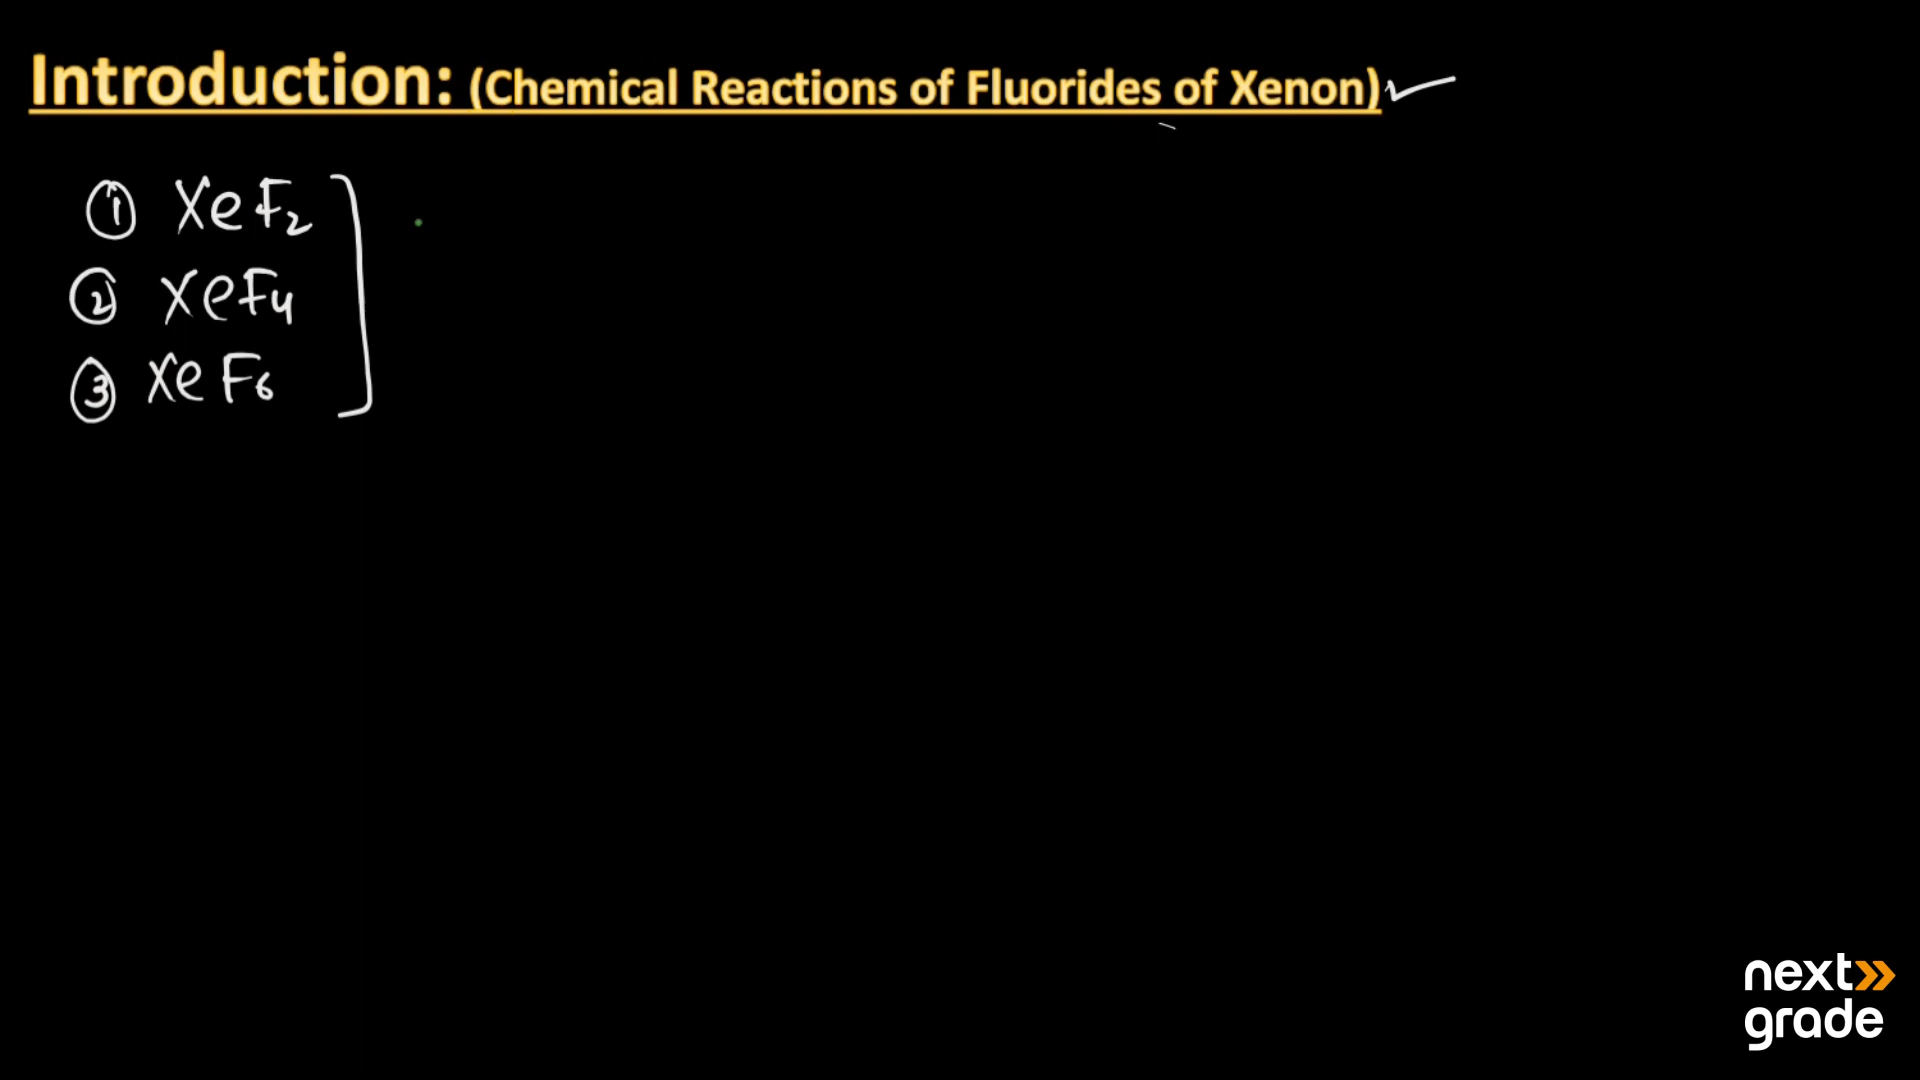 Introduction: (Chemical Reactions of Fluorides of Xenon)
① XeF₂
② XeF₄
③ XeF₆
next
grade